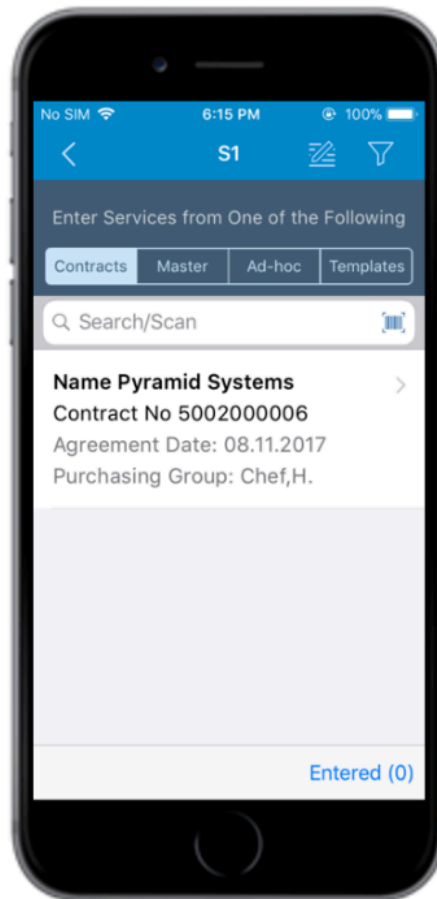 No SIM 6:15 PM 100%
S1
Enter Services from One of the Following
Contracts Master Ad-hoc Templates
Search/Scan
Name Pyramid Systems
Contract No 5002000006
Agreement Date: 08.11.2017
Purchasing Group: Chef,H.
Entered (0)